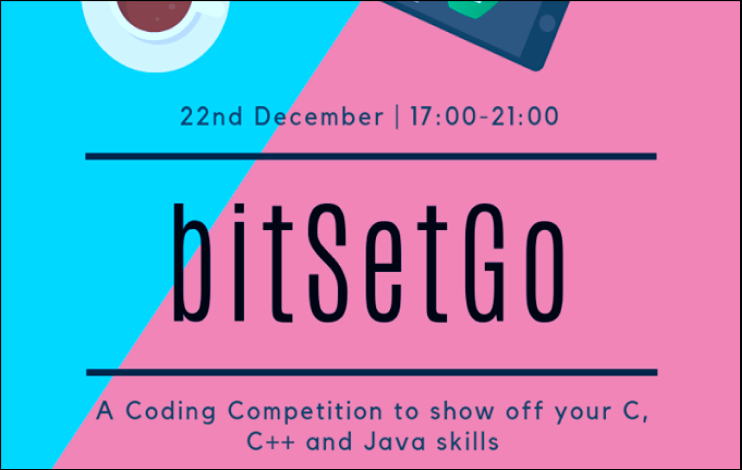 22nd December | 17:00-21:00
bitSetGo
A Coding Competition to show off your C,
C++ and Java skills